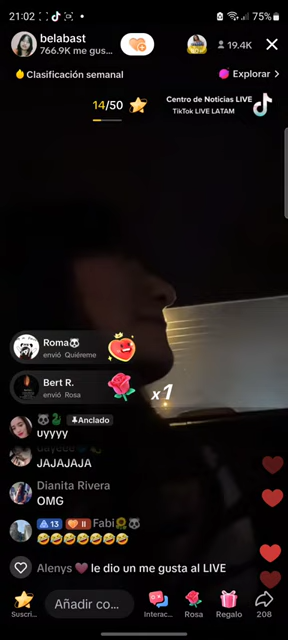 21:02
75%
belabast
766.9K me gus...
19.4K
Clasificación semanal
Explorar >
14/50
Centro de Noticias LIVE
TikTok LIVE LATAM
Roma
envió Quiéreme
Bert R.
envió Rosa
x1
Anclado
uyyyy
JAJAJAJA
Dianita Rivera
OMG
13 II Fabi
Alenys le dio un me gusta al LIVE
Suscri...
Añadir co...
Interac...
Rosa
Regalo
208